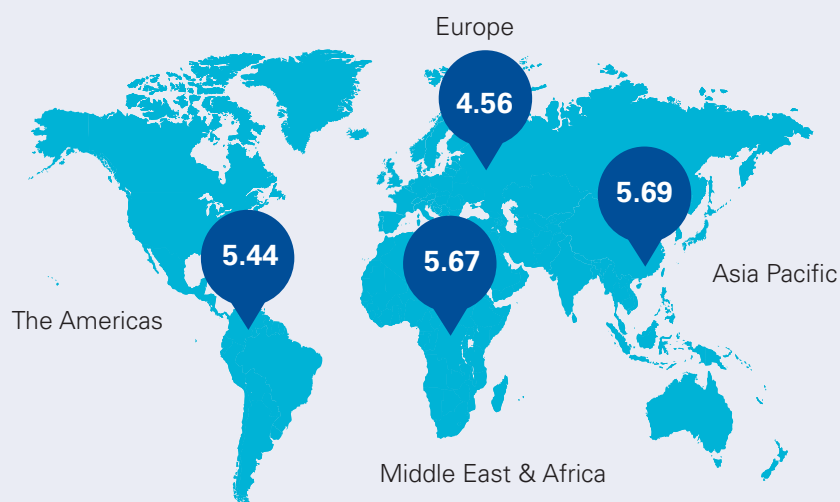 Europe
4.56
5.69
5.44
5.67
Asia Pacific
The Americas
Middle East & Africa